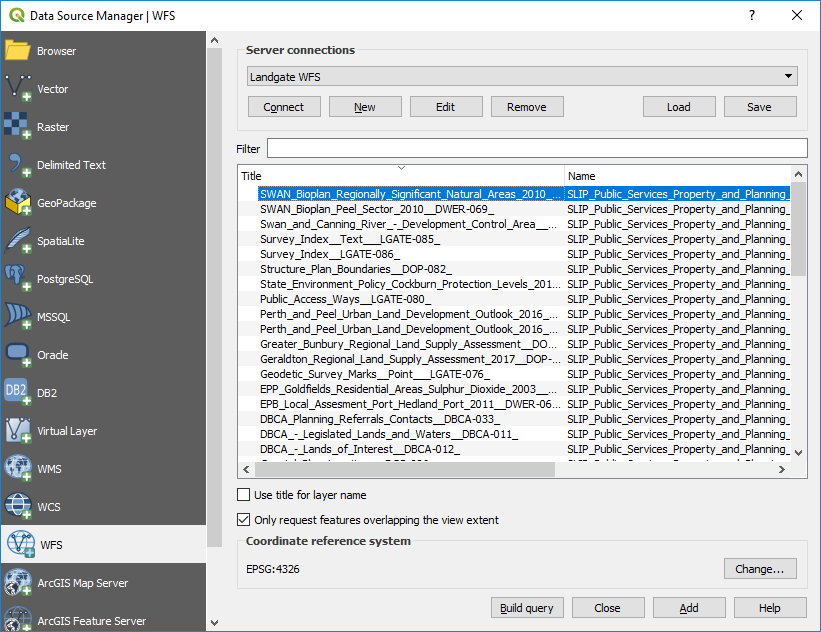 Data Source Manager | WFS
?
Browser
Vector
Raster
Delimited Text
GeoPackage
SpatiaLite
PostgreSQL
MSSQL
Oracle
DB2
DB2
Virtual Layer
WMS
WCS
WFS
ArcGIS Map Server
ArcGIS Feature Server
Server connections
Landgate WFS
Connect New Edit Remove Load Save
Filter
Title Name
SWAN_Bioplan_Regionally_Significant_Natural_Areas_2010_... SLIP_Public_Services_Property_and_Planning_
SWAN_Bioplan_Peel_Sector_2010__DWER-069_ SLIP_Public_Services_Property_and_Planning_
Swan_and_Canning_River_-_Development_Control_Area__... SLIP_Public_Services_Property_and_Planning_
Survey_Index__Text___LGATE-085_ SLIP_Public_Services_Property_and_Planning_
Survey_Index__LGATE-086_ SLIP_Public_Services_Property_and_Planning_
Structure_Plan_Boundaries__DOP-082_ SLIP_Public_Services_Property_and_Planning_
State_Environment_Policy_Cockburn_Protection_Levels_201... SLIP_Public_Services_Property_and_Planning_
Public_Access_Ways__LGATE-080_ SLIP_Public_Services_Property_and_Planning_
Perth_and_Peel_Urban_Land_Development_Outlook_2016_... SLIP_Public_Services_Property_and_Planning_
Perth_and_Peel_Urban_Land_Development_Outlook_2016_... SLIP_Public_Services_Property_and_Planning_
Greater_Bunbury_Regional_Land_Supply_Assessment__DO... SLIP_Public_Services_Property_and_Planning_
Geraldton_Regional_Land_Supply_Assessment_2017__DOP-... SLIP_Public_Services_Property_and_Planning_
Geodetic_Survey_Marks__Point___LGATE-076_ SLIP_Public_Services_Property_and_Planning_
EPP_Goldfields_Residential_Areas_Sulphur_Dioxide_2003__... SLIP_Public_Services_Property_and_Planning_
EPB_Local_Assesment_Port_Hedland_Port_2011__DWER-06... SLIP_Public_Services_Property_and_Planning_
DBCA_Planning_Referrals_Contacts__DBCA-033_ SLIP_Public_Services_Property_and_Planning_
DBCA_-_Legislated_Lands_and_Waters__DBCA-011_ SLIP_Public_Services_Property_and_Planning_
DBCA_-_Lands_of_Interest__DBCA-012_ SLIP_Public_Services_Property_and_Planning_
Use title for layer name
Only request features overlapping the view extent
Coordinate reference system
EPSG:4326 Change...
Build query Close Add Help